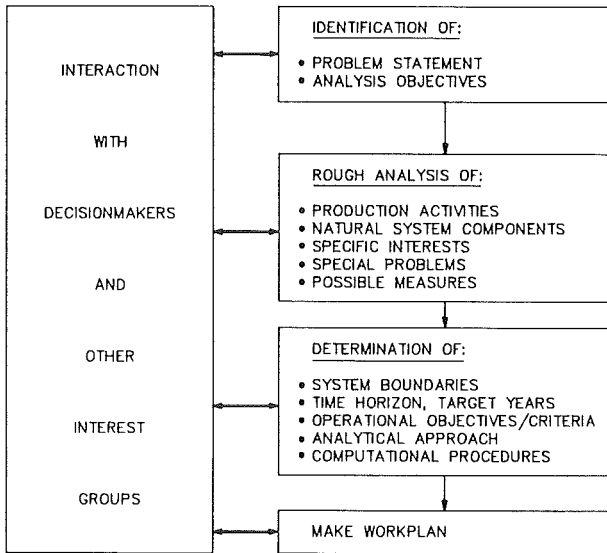 INTERACTION
WITH
DECISIONMAKERS
AND
OTHER
INTEREST
GROUPS
IDENTIFICATION OF:
• PROBLEM STATEMENT
• ANALYSIS OBJECTIVES
ROUGH ANALYSIS OF:
• PRODUCTION ACTIVITIES
• NATURAL SYSTEM COMPONENTS
• SPECIFIC INTERESTS
• SPECIAL PROBLEMS
• POSSIBLE MEASURES
DETERMINATION OF:
• SYSTEM BOUNDARIES
• TIME HORIZON, TARGET YEARS
• OPERATIONAL OBJECTIVES/CRITERIA
• ANALYTICAL APPROACH
• COMPUTATIONAL PROCEDURES
MAKE WORKPLAN